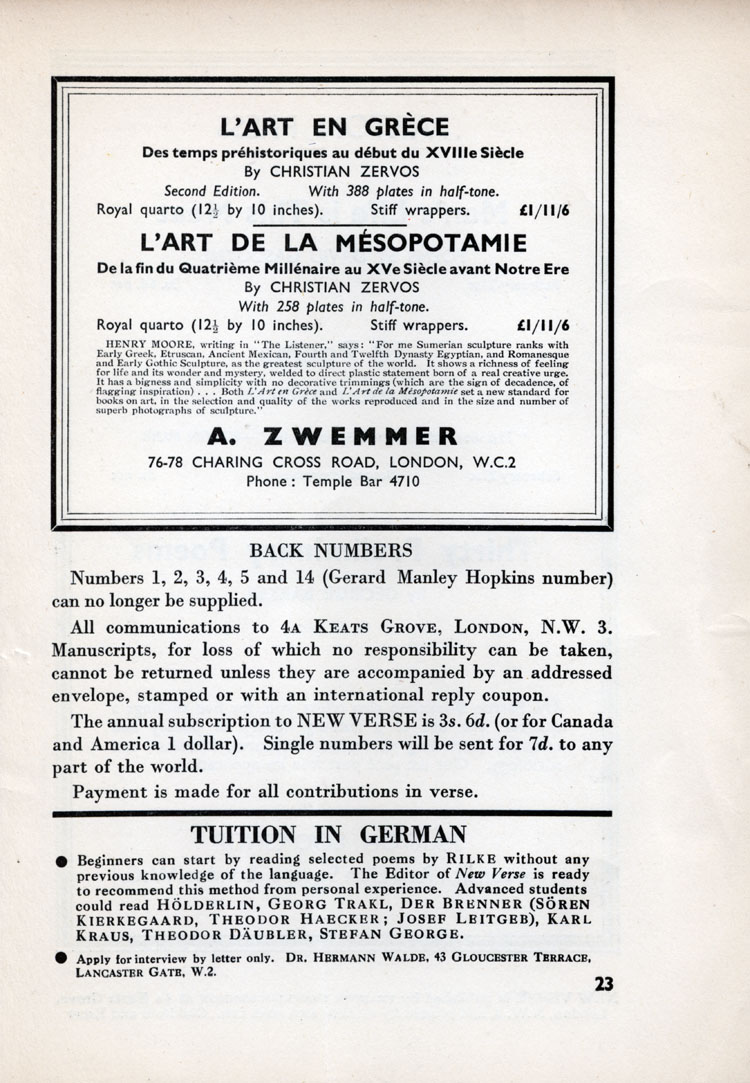 L'ART EN GRÈCE
Des temps préhistoriques au début du XVIIIe Siècle
By CHRISTIAN ZERVOS
Second Edition. With 388 plates in half-tone.
Royal quarto (12½ by 10 inches). Stiff wrappers. £1/11/6
L'ART DE LA MÉSOPOTAMIE
De la fin du Quatrième Millénaire au XVe Siècle avant Notre Ere
By CHRISTIAN ZERVOS
With 258 plates in half-tone.
Royal quarto (12½ by 10 inches). Stiff wrappers. £1/11/6
HENRY MOORE, writing in "The Listener," says: "For me Sumerian sculpture ranks with
Early Greek, Etruscan, Ancient Mexican, Fourth and Twelfth Dynasty Egyptian, and Romanesque
and Early Gothic Sculpture, as the greatest sculpture of the world. It shows a richness of feeling
for life and its wonder and mystery, welded to direct plastic statement born of a real creative urge.
It has a bigness and simplicity with no decorative trimmings (which are the sign of decadence, of
flagging inspiration) . . . Both L'Art en Grèce and L'Art de la Mésopotamie set a new standard for
books on art, in the selection and quality of the works reproduced and in the size and number of
superb photographs of sculpture."
A. ZWEMMER
76-78 CHARING CROSS ROAD, LONDON, W.C.2
Phone : Temple Bar 4710
BACK NUMBERS
Numbers 1, 2, 3, 4, 5 and 14 (Gerard Manley Hopkins number)
can no longer be supplied.
All communications to 4A KEATS GROVE, LONDON, N.W. 3.
Manuscripts, for loss of which no responsibility can be taken,
cannot be returned unless they are accompanied by an addressed
envelope, stamped or with an international reply coupon.
The annual subscription to NEW VERSE is 3s. 6d. (or for Canada
and America 1 dollar). Single numbers will be sent for 7d. to any
part of the world.
Payment is made for all contributions in verse.
TUITION IN GERMAN
● Beginners can start by reading selected poems by RILKE without any
previous knowledge of the language. The Editor of New Verse is ready
to recommend this method from personal experience. Advanced students
could read HÖLDERLIN, GEORG TRAKL, DER BRENNER (SÖREN
KIERKEGAARD, THEODOR HAECKER ; JOSEF LEITGEB), KARL
KRAUS, THEODOR DÄUBLER, STEFAN GEORGE.
● Apply for interview by letter only. DR. HERMANN WALDE, 43 GLOUCESTER TERRACE,
LANCASTER GATE, W.2.
23